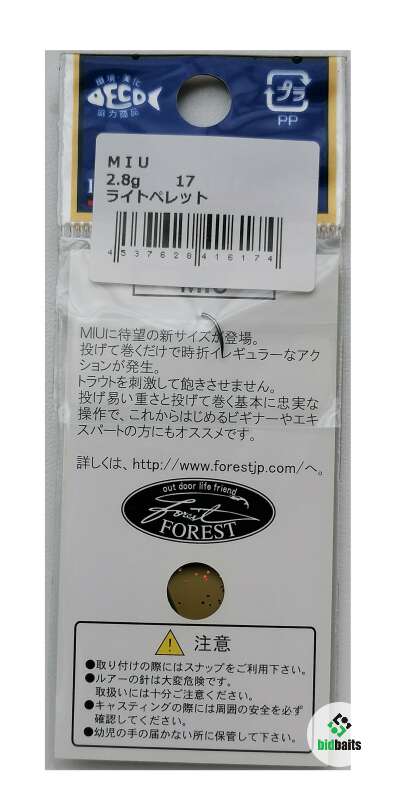 環境・美化
ECO
協力商品
プラ
PP
MIU
2.8g 17
ライトペレット
4537628416174
MIU
MIUに待望の新サイズが登場。
投げて巻くだけで時折イレギュラーなアク
ションが発生。
トラウトを刺激して飽きさせません。
投げ易い重さと投げて巻く基本に忠実な
操作で、これからはじめるビギナーやエキ
スパートの方にもオススメです。
詳しくは、http://www.forestjp.com/へ。
out door life friend
Forest
FOREST
注意
●取り付けの際にはスナップをご利用下さい。
●ルアーの針は大変危険です。
取扱いには十分ご注意ください。
●キャスティングの際には周囲の安全を必ず
確認してください。
●幼児の手の届かない所に保管して下さい。
bidbaits